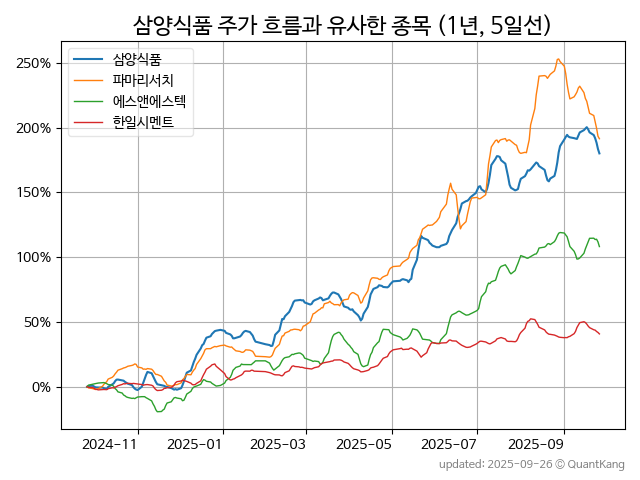 삼양식품 주가 흐름과 유사한 종목 (1년, 5일선)
삼양식품
파마리서치
에스앤에스텍
한일시멘트
250%
200%
150%
100%
50%
0%
2024-11 2025-01 2025-03 2025-05 2025-07 2025-09
updated: 2025-09-26 © QuantKang